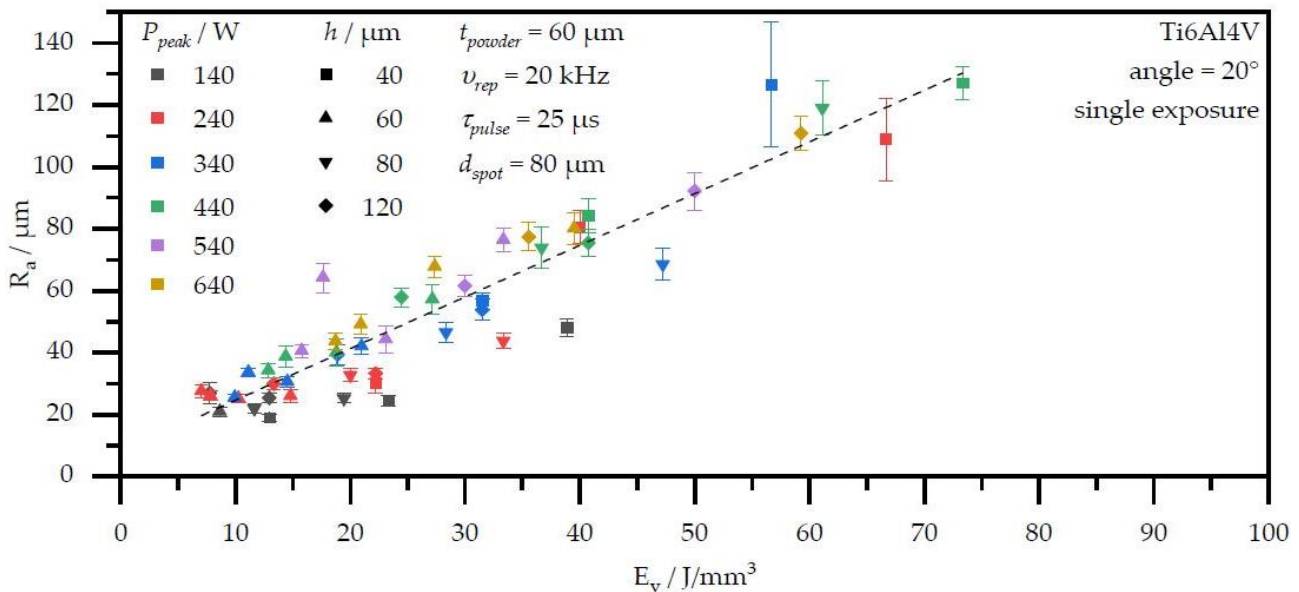 P_peak / W
h / μm
t_powder = 60 μm
Ti6Al4V
140
40
υ_rep = 20 kHz
angle = 20°
240
60
τ_pulse = 25 μs
single exposure
340
80
d_spot = 80 μm
440
120
540
640
R_a / μm
140
120
100
80
60
40
20
0
0 10 20 30 40 50 60 70 80 90 100
E_v / J/mm³